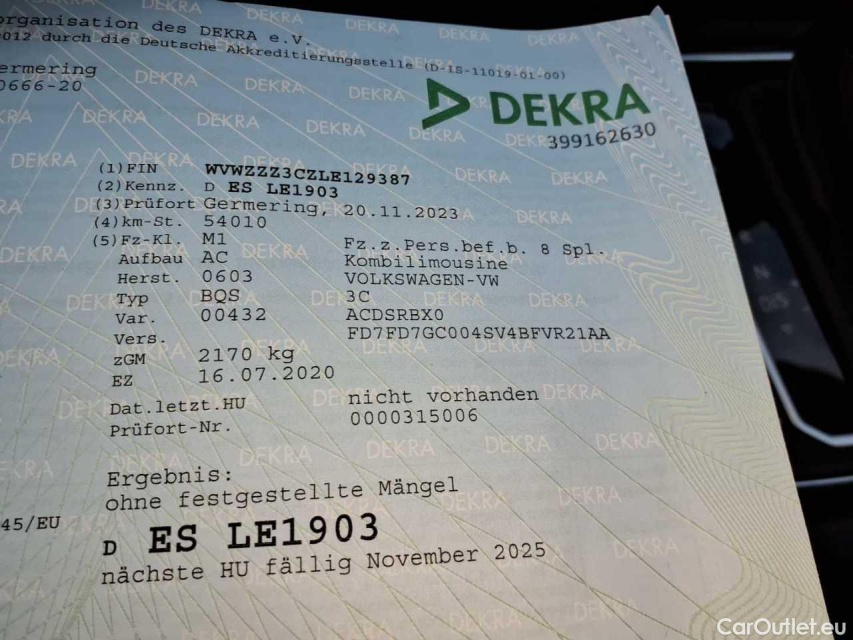 organisation des DEKRA e.V.
012 durch die Deutsche Akkreditierungsstelle (D-IS-11019-01-00)
ermering
0666-20
DEKRA
399162630
(1)FIN WVWZZZ3CZLE129387
(2)Kennz. D ES LE1903
(3)Prüfort Germering, 20.11.2023
(4)km-St. 54010
(5)Fz-Kl. M1 Fz.z.Pers.bef.b. 8 Spl.
Aufbau AC Kombilimousine
Herst. 0603 VOLKSWAGEN-VW
Typ BQS 3C
Var. 00432 ACDSRBX0
Vers. FD7FD7GC004SV4BFVR21AA
zGM 2170 kg
EZ 16.07.2020
Dat.letzt.HU nicht vorhanden
Prüfort-Nr. 0000315006
Ergebnis:
ohne festgestellte Mängel
45/EU
D ES LE1903
nächste HU fällig November 2025
CarOutlet.eu